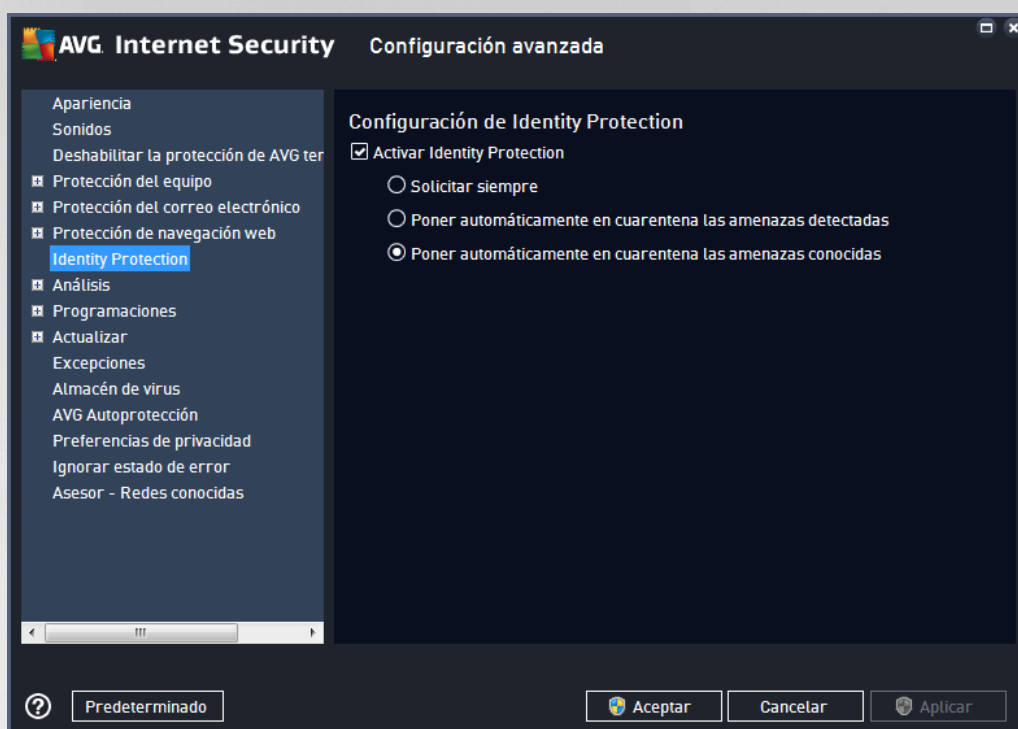 AVG. Internet Security
Configuración avanzada
Apariencia
Sonidos
Deshabilitar la protección de AVG ter
Protección del equipo
Protección del correo electrónico
Protección de navegación web
Identity Protection
Análisis
Programaciones
Actualizar
Excepciones
Almacén de virus
AVG Autoprotección
Preferencias de privacidad
Ignorar estado de error
Asesor - Redes conocidas
Configuración de Identity Protection
Activar Identity Protection
Solicitar siempre
Poner automáticamente en cuarentena las amenazas detectadas
Poner automáticamente en cuarentena las amenazas conocidas
Predeterminado
Aceptar
Cancelar
Aplicar